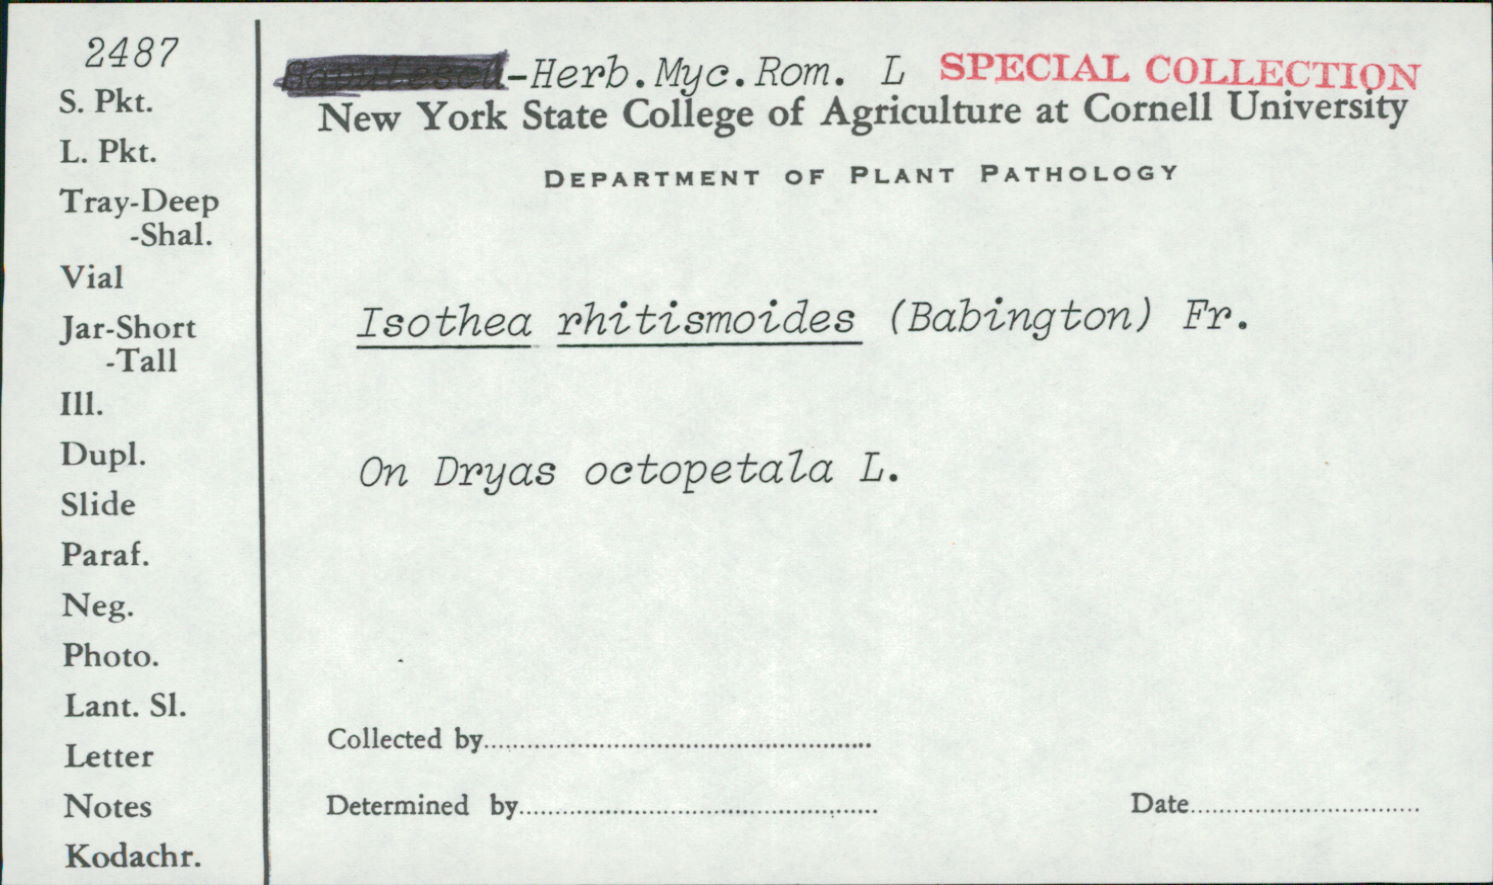 2487
-Herb.Myc.Rom. L SPECIAL COLLECTION
New York State College of Agriculture at Cornell University
DEPARTMENT OF PLANT PATHOLOGY
S. Pkt.
L. Pkt.
Tray-Deep
-Shal.
Vial
Jar-Short
-Tall
Ill.
Dupl.
Slide
Paraf.
Neg.
Photo.
Lant. Sl.
Letter
Notes
Kodachr.
Isothea rhitismoides (Babington) Fr.
On Dryas octopetala L.
Collected by
Determined by
Date